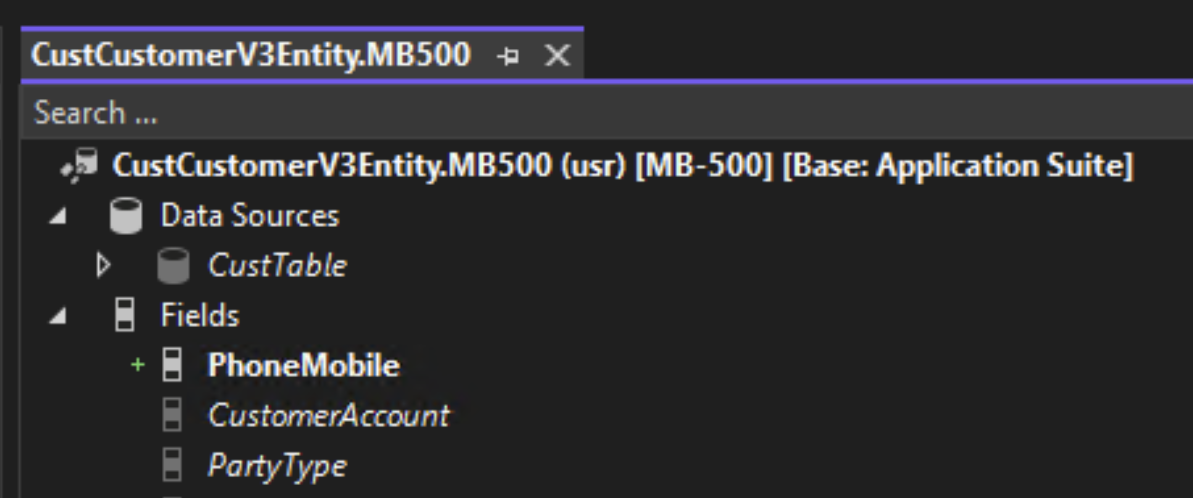 CustCustomerV3Entity.MB500
Search ...
CustCustomerV3Entity.MB500 (usr) [MB-500] [Base: Application Suite]
Data Sources
CustTable
Fields
+ PhoneMobile
CustomerAccount
PartyType